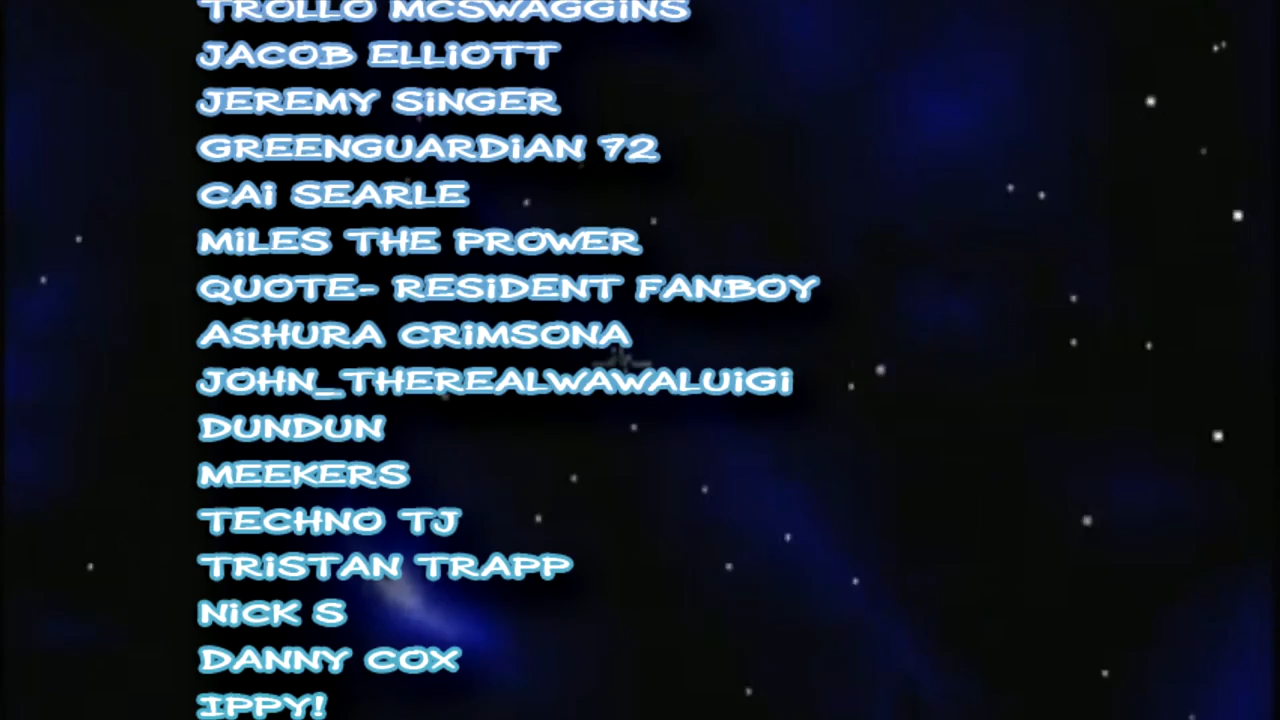 TROLLO MCSWAGGiNS
JACOB ELLiOTT
JEREMY SiNGER
GREENGUARDiAN 72
CAi SEARLE
MiLES THE PROWER
QUOTE- RESiDENT FANBOY
ASHURA CRiMSONA
JOHN_THEREALWAWALUiGi
DUNDUN
MEEKERS
TECHNO TJ
TRiSTAN TRAPP
NiCK S
DANNY COX
IPPY!